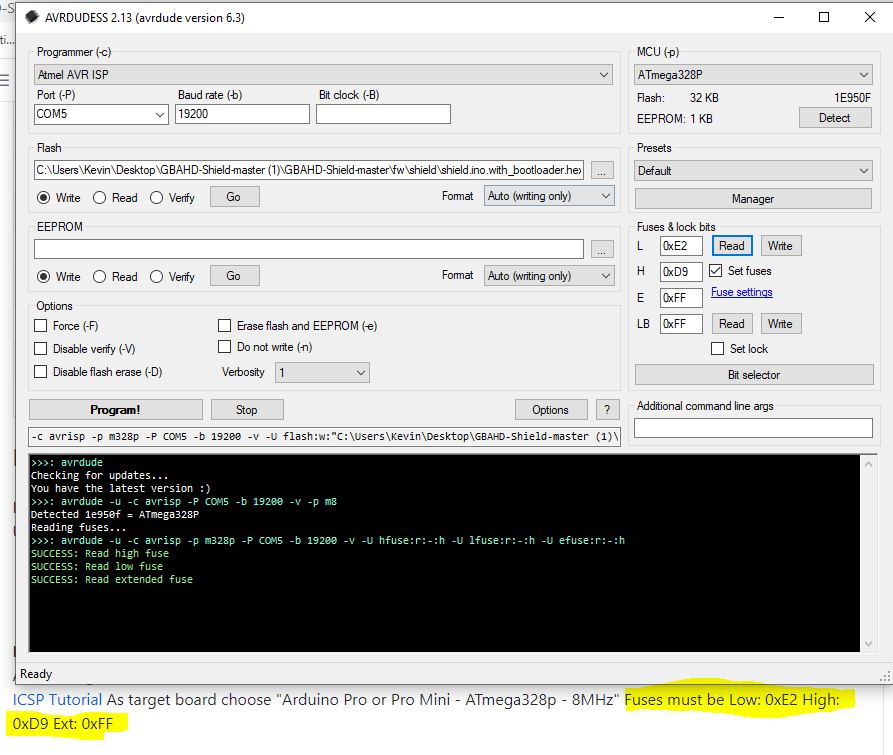 AVRDUDESS 2.13 (avrdude version 6.3)
Programmer (-c)
Atmel AVR ISP
Port (-P)
Baud rate (-b)
Bit clock (-B)
COM5
19200
MCU (-p)
ATmega328P
Flash: 32 KB 1E950F
EEPROM: 1 KB
Detect
Flash
C:\Users\Kevin\Desktop\GBAHD-Shield-master (1)\GBAHD-Shield-master\fw\shield\shield.ino.with_bootloader.hex
...
Write Read Verify Go Format Auto (writing only)
Presets
Default
Manager
EEPROM
...
Write Read Verify Go Format Auto (writing only)
Fuses & lock bits
L 0xE2 Read Write
H 0xD9 Set fuses
E 0xFF Fuse settings
LB 0xFF Read Write
Set lock
Bit selector
Options
Force (-F)
Erase flash and EEPROM (-e)
Disable verify (-V)
Do not write (-n)
Disable flash erase (-D)
Verbosity 1
Program! Stop Options ?
Additional command line args
-c avrisp -p m328p -P COM5 -b 19200 -v -U flash:w:"C:\Users\Kevin\Desktop\GBAHD-Shield-master (1)\
>>>: avrdude
Checking for updates...
You have the latest version :)
>>>: avrdude -u -c avrisp -P COM5 -b 19200 -v -p m8
Detected 1e950f = ATmega328P
Reading fuses...
>>>: avrdude -u -c avrisp -p m328p -P COM5 -b 19200 -v -U hfuse:r:-:h -U lfuse:r:-:h -U efuse:r:-:h
SUCCESS: Read high fuse
SUCCESS: Read low fuse
SUCCESS: Read extended fuse
Ready
ICSP Tutorial As target board choose "Arduino Pro or Pro Mini - ATmega328p - 8MHz" Fuses must be Low: 0xE2 High:
0xD9 Ext: 0xFF